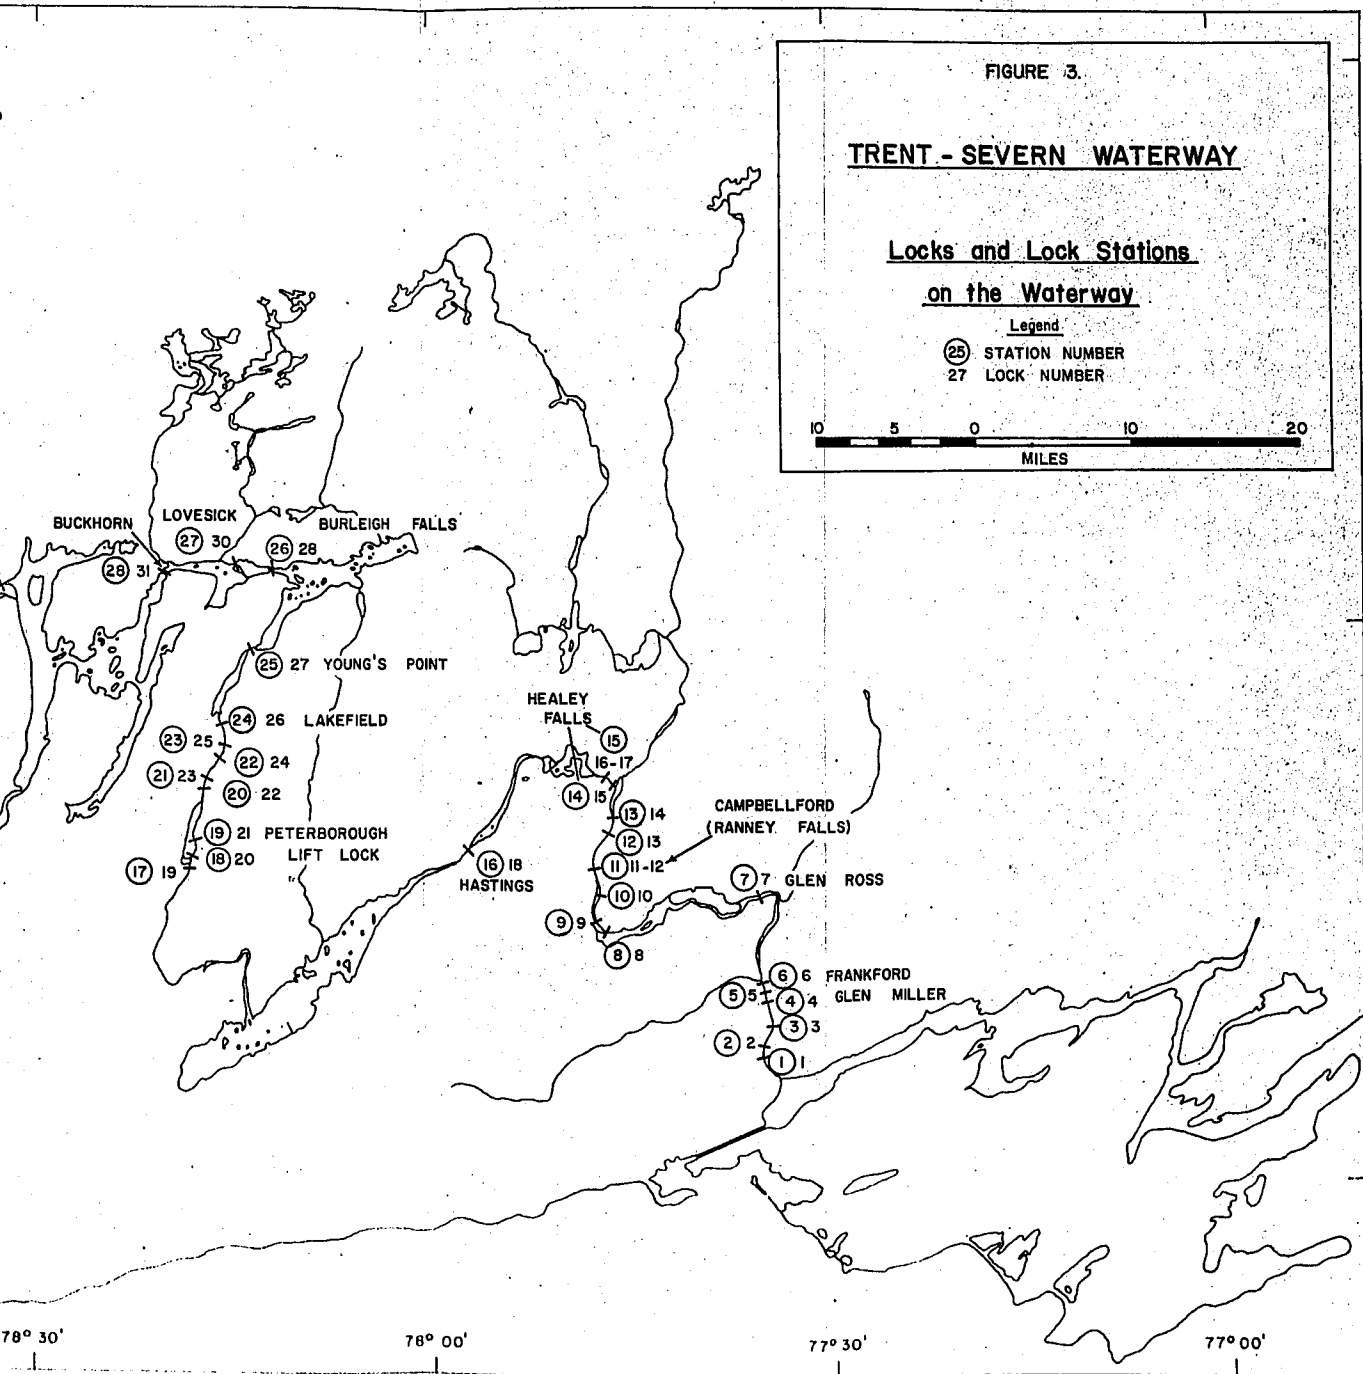 FIGURE 3.
TRENT - SEVERN WATERWAY
Locks and Lock Stations
on the Waterway
Legend
25 STATION NUMBER
27 LOCK NUMBER
10 5 0 10 20
MILES
BUCKHORN
LOVESICK
BURLEIGH FALLS
27 30
26 28
28 31
25 27 YOUNG'S POINT
24 26 LAKEFIELD
23 25
22 24
21 23
20 22
19 21 PETERBOROUGH
LIFT LOCK
18 20
17 19
HEALEY
FALLS
15
16-17
14 15
13 14
12 13
CAMPBELLFORD
(RANNEY FALLS)
11 11-12
16 18
HASTINGS
10 10
7 7 GLEN ROSS
9 9
8 8
6 6 FRANKFORD
5 5
4 4 GLEN MILLER
3 3
2 2
1 1
78° 30'
78° 00'
77° 30'
77° 00'